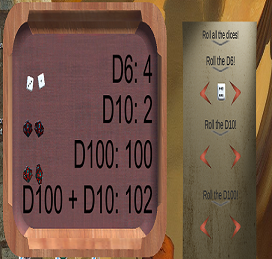 D6: 4
D10: 2
D100: 100
D100 + D10: 102
Roll all the dices!
Roll the D6!
Roll the D10!
Roll the D100!